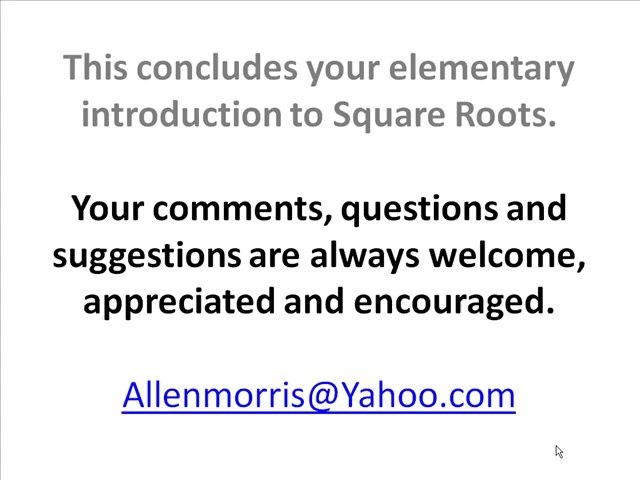 This concludes your elementary
introduction to Square Roots.
Your comments, questions and
suggestions are always welcome,
appreciated and encouraged.
Allenmorris@Yahoo.com